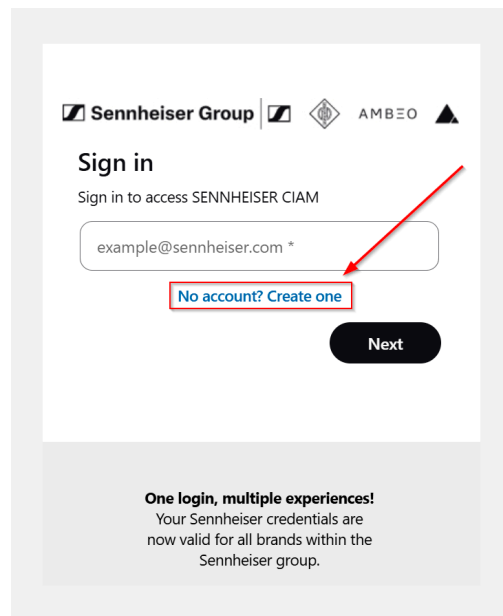 Sennheiser Group AMBEO
Sign in
Sign in to access SENNHEISER CIAM
example@sennheiser.com *
No account? Create one
Next
One login, multiple experiences!
Your Sennheiser credentials are
now valid for all brands within the
Sennheiser group.